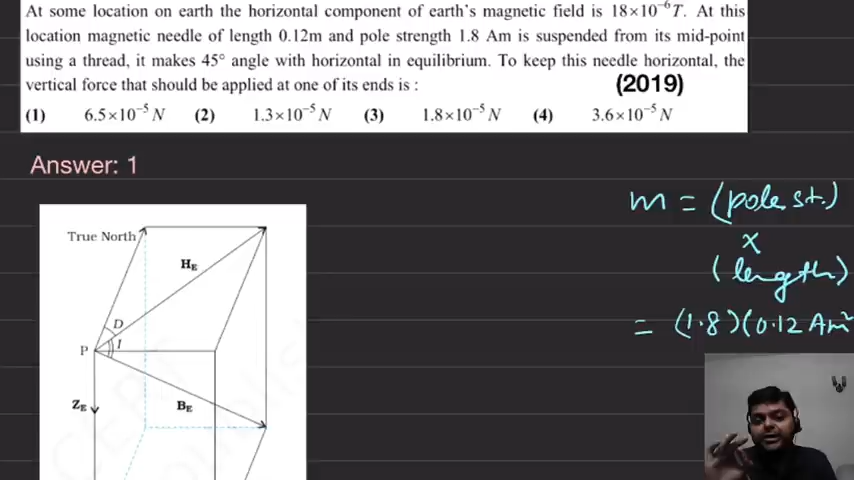 At some location on earth the horizontal component of earth's magnetic field is 18×10⁻⁶T. At this
location magnetic needle of length 0.12m and pole strength 1.8 Am is suspended from its mid-point
using a thread, it makes 45° angle with horizontal in equilibrium. To keep this needle horizontal, the
vertical force that should be applied at one of its ends is :
(2019)
(1) 6.5×10⁻⁵ N (2) 1.3×10⁻⁵ N (3) 1.8×10⁻⁵ N (4) 3.6×10⁻⁵ N
Answer: 1
True North
H_E
D
I
P
Z_E
B_E
m = (pole st.)
×
(length)
= (1.8)(0.12 Am²